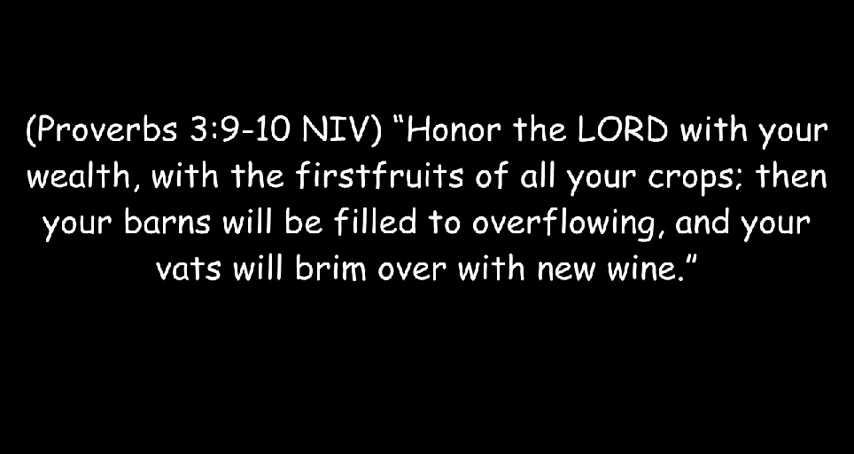 (Proverbs 3:9-10 NIV) “Honor the LORD with your
wealth, with the firstfruits of all your crops; then
your barns will be filled to overflowing, and your
vats will brim over with new wine.”